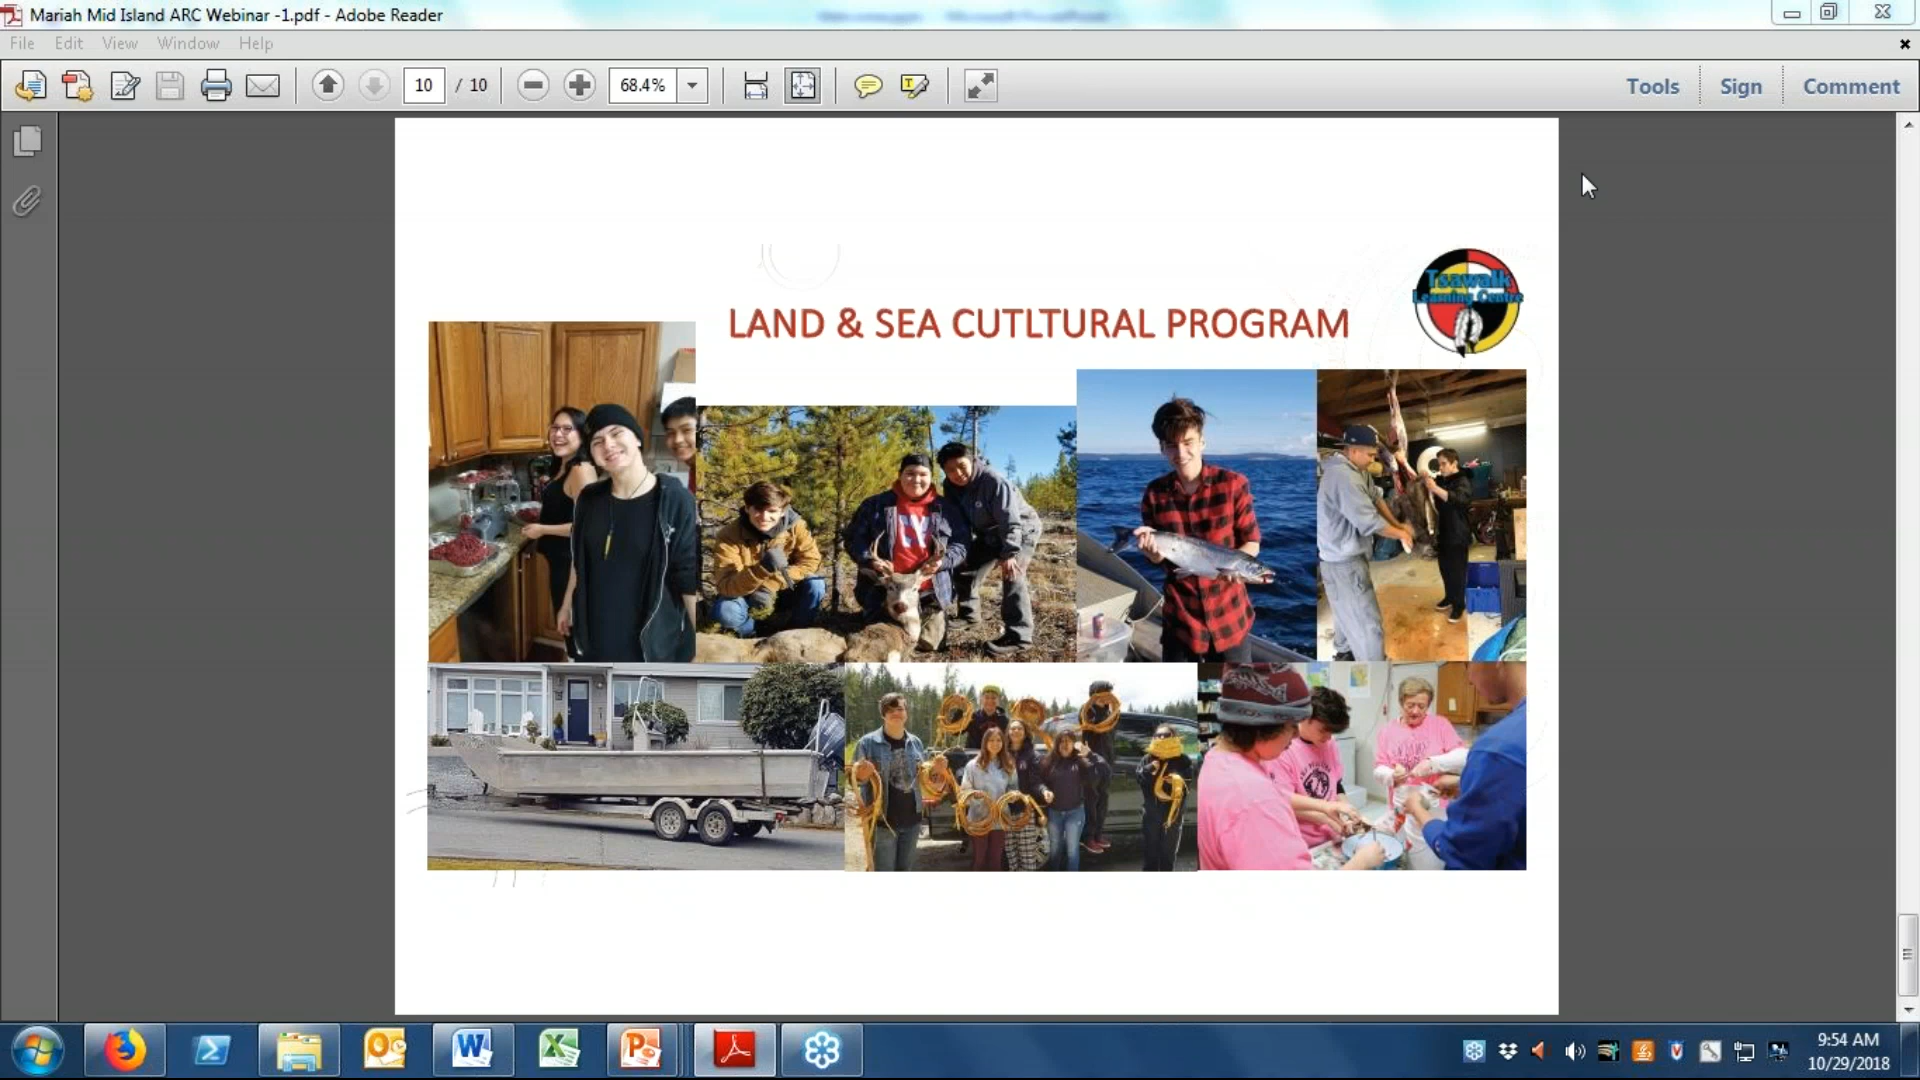 Mariah Mid Island ARC Webinar -1.pdf - Adobe Reader
File Edit View Window Help
10 / 10
68.4%
Tools Sign Comment
Tsawalk
Learning Centre
LAND & SEA CUTLTURAL PROGRAM
9:54 AM
10/29/2018